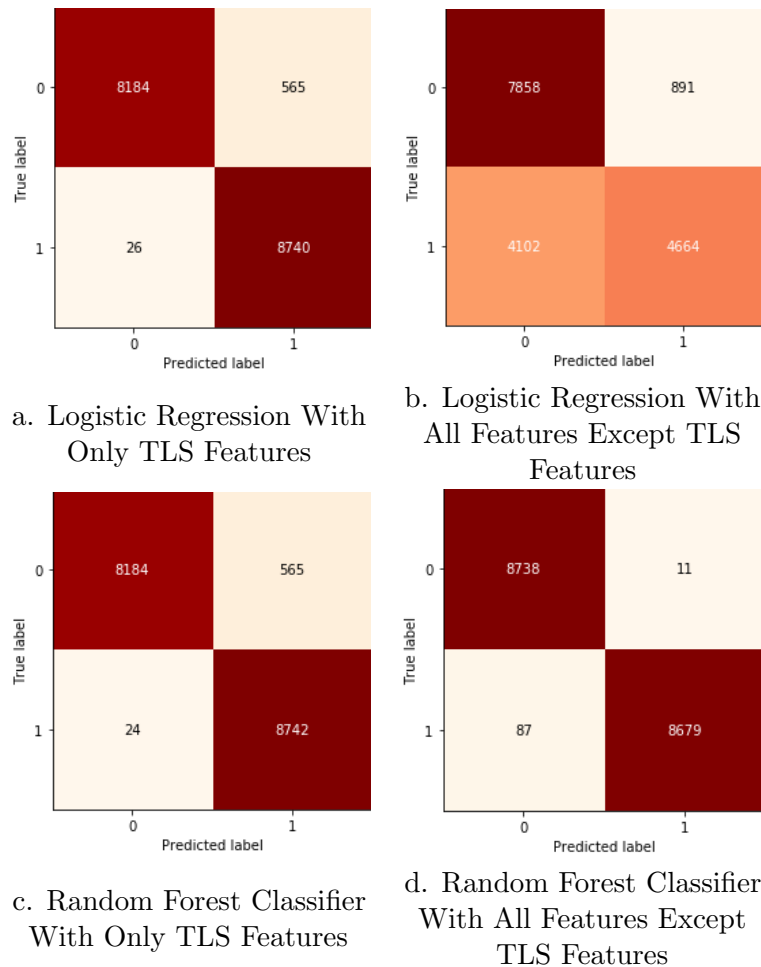 0
8184
565
True label
1
26
8740
0
1
Predicted label
a. Logistic Regression With
Only TLS Features
0
7858
891
True label
1
4102
4664
0
1
Predicted label
b. Logistic Regression With
All Features Except TLS
Features
0
8184
565
True label
1
24
8742
0
1
Predicted label
c. Random Forest Classifier
With Only TLS Features
0
8738
11
True label
1
87
8679
0
1
Predicted label
d. Random Forest Classifier
With All Features Except
TLS Features